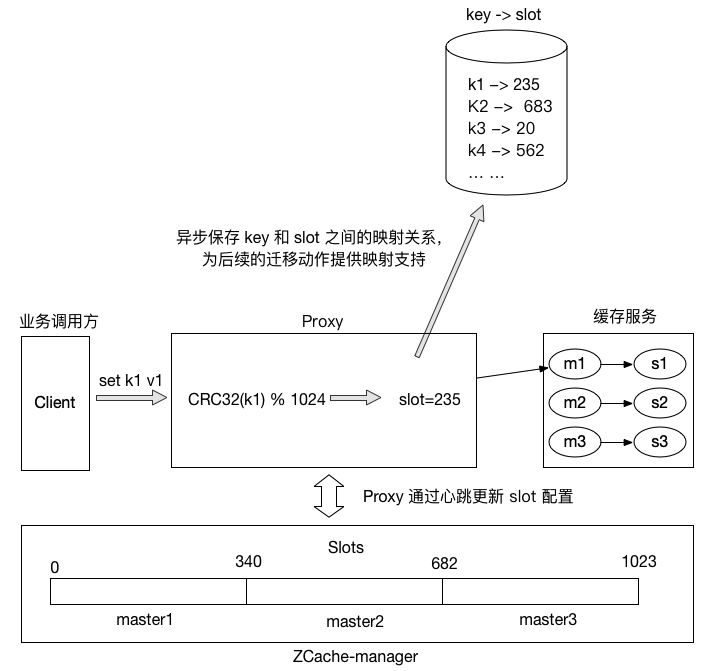 key -> slot
k1 -> 235
K2 -> 683
k3 -> 20
k4 -> 562
... ...
异步保存 key 和 slot 之间的映射关系，
为后续的迁移动作提供映射支持
业务调用方
Proxy
缓存服务
Client
set k1 v1
CRC32(k1) % 1024
slot=235
m1
s1
m2
s2
m3
s3
Proxy 通过心跳更新 slot 配置
Slots
0
340
682
1023
master1
master2
master3
ZCache-manager